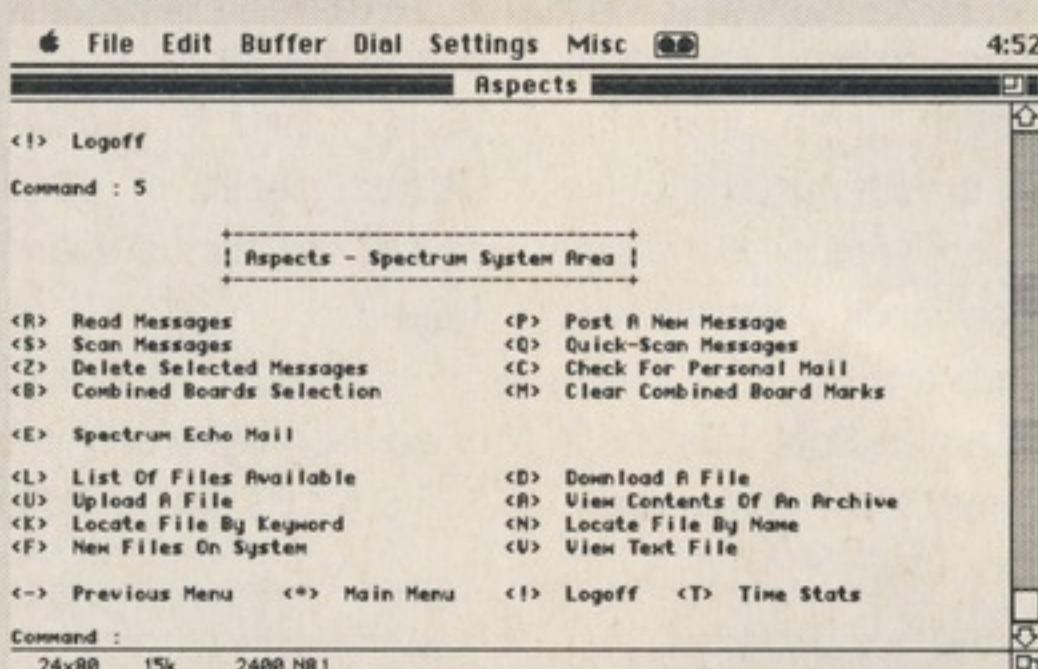 File Edit Buffer Dial Settings Misc 4:52
Aspects
<!> Logoff
Command : 5
Aspects - Spectrum System Area
<R> Read Messages <P> Post A New Message
<S> Scan Messages <Q> Quick-Scan Messages
<Z> Delete Selected Messages <C> Check For Personal Mail
<B> Combined Boards Selection <M> Clear Combined Board Marks
<E> Spectrum Echo Mail
<L> List Of Files Available <D> Download A File
<U> Upload A File <A> View Contents Of An Archive
<K> Locate File By Keyword <N> Locate File By Name
<F> New Files On System <V> View Text File
<-> Previous Menu <*> Main Menu <!> Logoff <T> Time Stats
Command :
24x80 15k 2400 N81